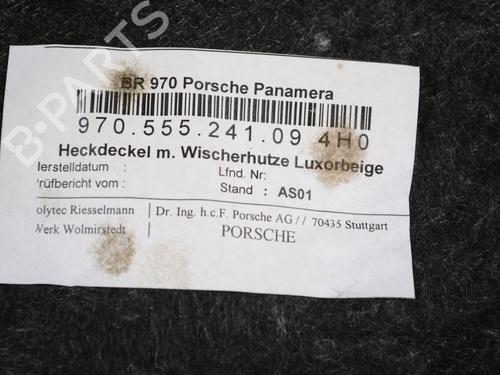 BR 970 Porsche Panamera
970.555.241.09 4H0
Heckdeckel m. Wischerhutze Luxorbeige
erstelldatum :
Lfnd. Nr:
rüfbericht vom :
Stand : AS01
olytec Riesselmann
Werk Wolmirstedt
Dr. Ing. h.c.F. Porsche AG // 70435 Stuttgart
PORSCHE
B-PARTS